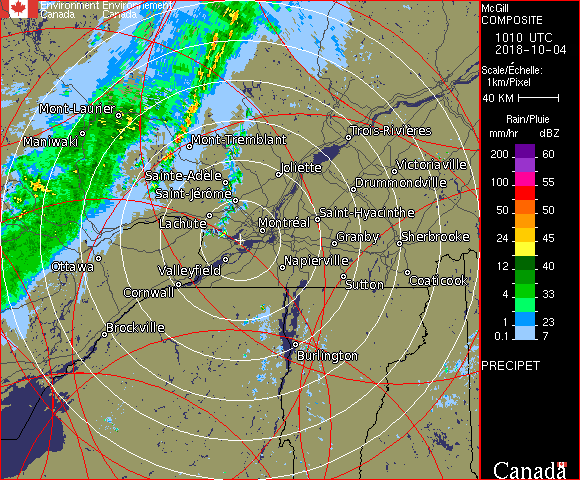 Environment Environnement
Canada Canada
Mont-Laurier
Maniwaki
Mont-Tremblant
Trois-Rivières
Joliette
Victoriaville
Sainte-Adèle
Drummondville
Saint-Jérôme
Lachute
Montréal
Saint-Hyacinthe
Granby
Sherbrooke
Ottawa
Valleyfield
Napierville
Cornwall
Sutton
Coaticook
Brockville
Burlington
McGill
COMPOSITE
1010 UTC
2018-10-04
Scale/Échelle:
1km/Pixel
40 KM
Rain/Pluie
mm/hr dBZ
200 60
150 57
100 55
50 50
24 45
12 40
4 33
1 23
0.1 7
PRECIPET
Canada